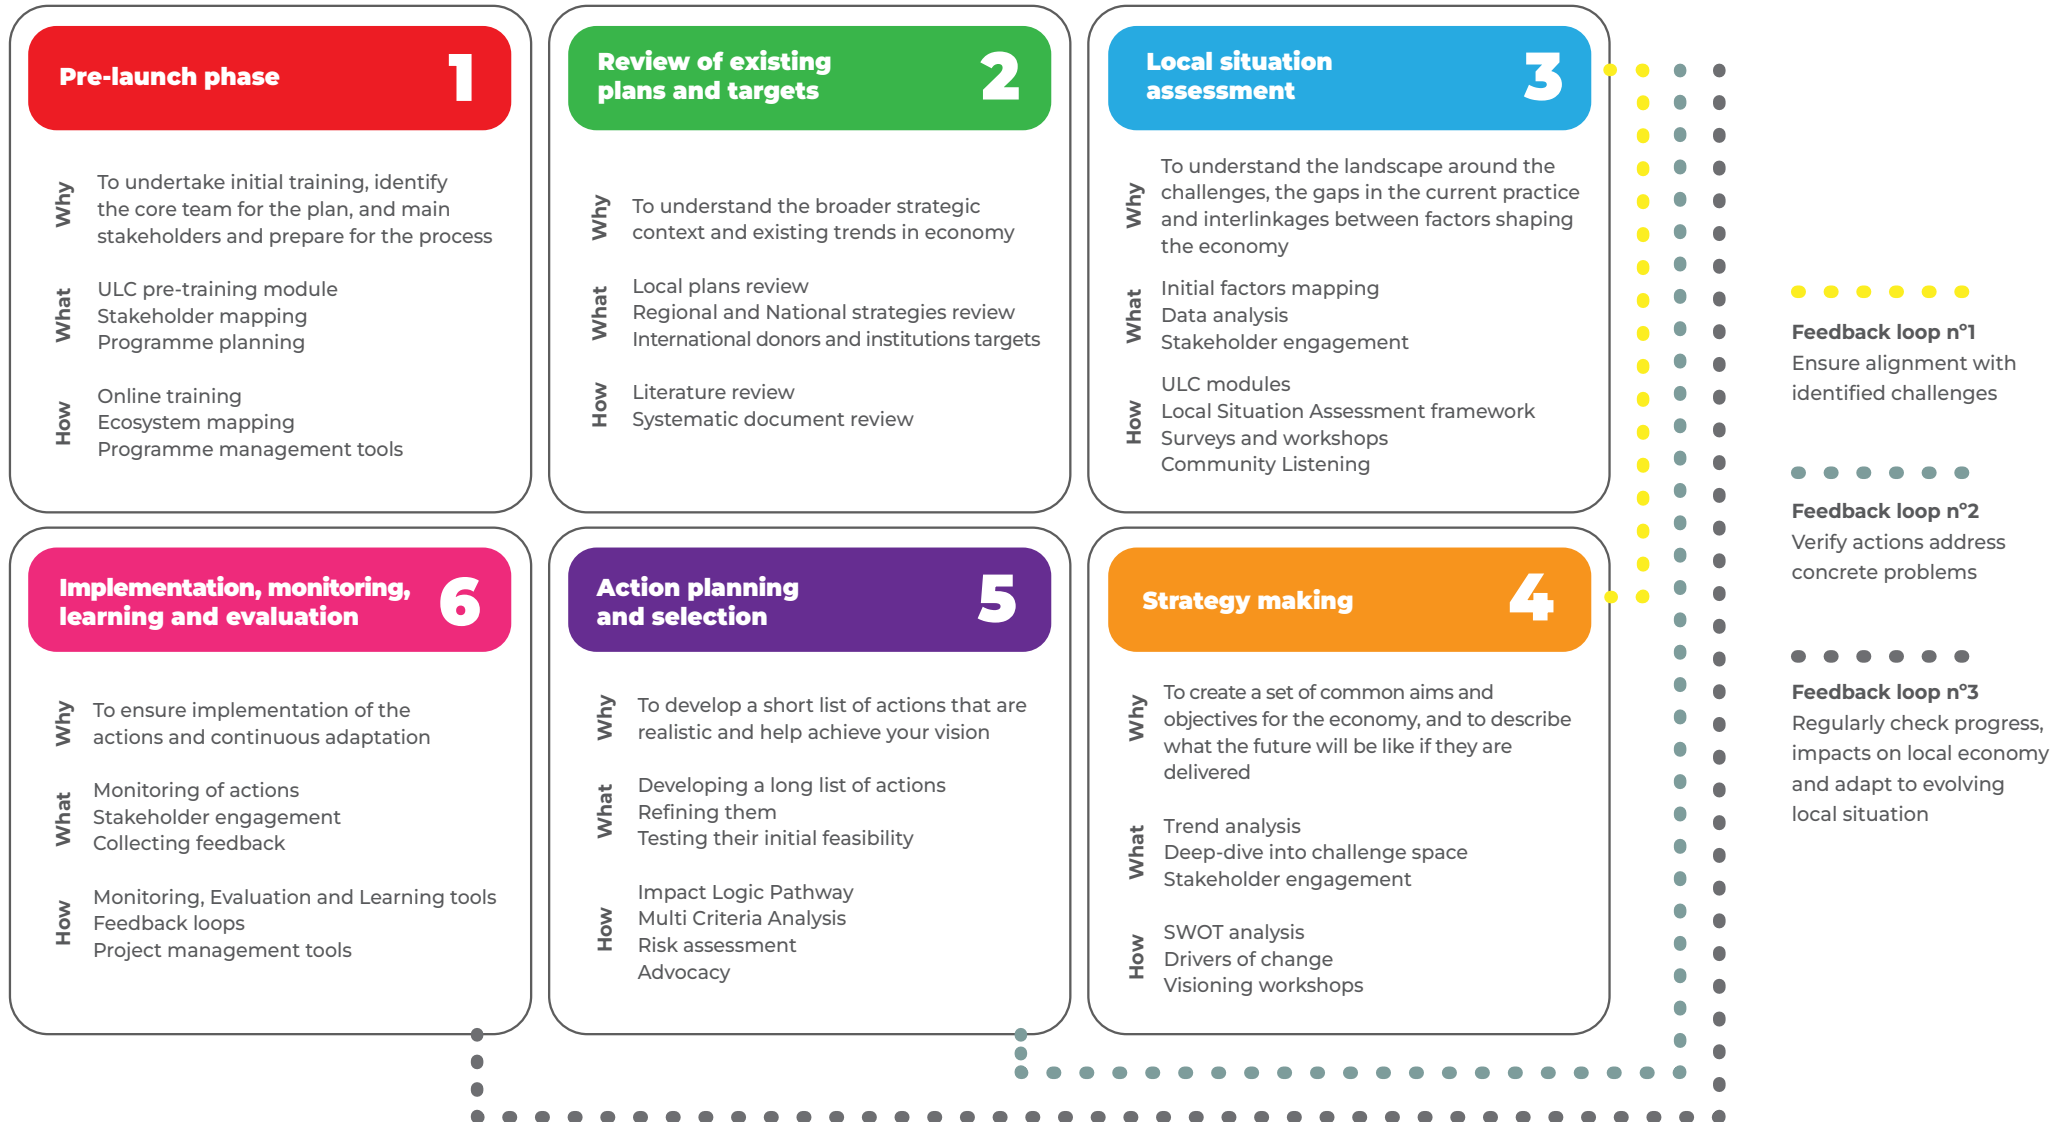 Pre-launch phase
1
Why
To undertake initial training, identify
the core team for the plan, and main
stakeholders and prepare for the process
What
ULC pre-training module
Stakeholder mapping
Programme planning
How
Online training
Ecosystem mapping
Programme management tools
Review of existing
plans and targets
2
Why
To understand the broader strategic
context and existing trends in economy
What
Local plans review
Regional and National strategies review
International donors and institutions targets
How
Literature review
Systematic document review
Local situation
assessment
3
Why
To understand the landscape around the
challenges, the gaps in the current practice
and interlinkages between factors shaping
the economy
What
Initial factors mapping
Data analysis
Stakeholder engagement
How
ULC modules
Local Situation Assessment framework
Surveys and workshops
Community Listening
Implementation, monitoring,
learning and evaluation
6
Why
To ensure implementation of the
actions and continuous adaptation
What
Monitoring of actions
Stakeholder engagement
Collecting feedback
How
Monitoring, Evaluation and Learning tools
Feedback loops
Project management tools
Action planning
and selection
5
Why
To develop a short list of actions that are
realistic and help achieve your vision
What
Developing a long list of actions
Refining them
Testing their initial feasibility
How
Impact Logic Pathway
Multi Criteria Analysis
Risk assessment
Advocacy
Strategy making
4
Why
To create a set of common aims and
objectives for the economy, and to describe
what the future will be like if they are
delivered
What
Trend analysis
Deep-dive into challenge space
Stakeholder engagement
How
SWOT analysis
Drivers of change
Visioning workshops
Feedback loop nº1
Ensure alignment with
identified challenges
Feedback loop nº2
Verify actions address
concrete problems
Feedback loop nº3
Regularly check progress,
impacts on local economy
and adapt to evolving
local situation